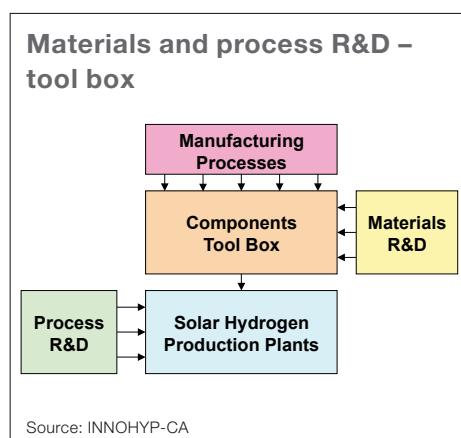 Materials and process R&D –
tool box
Manufacturing
Processes
Components
Tool Box
Materials
R&D
Process
R&D
Solar Hydrogen
Production Plants
Source: INNOHYP-CA